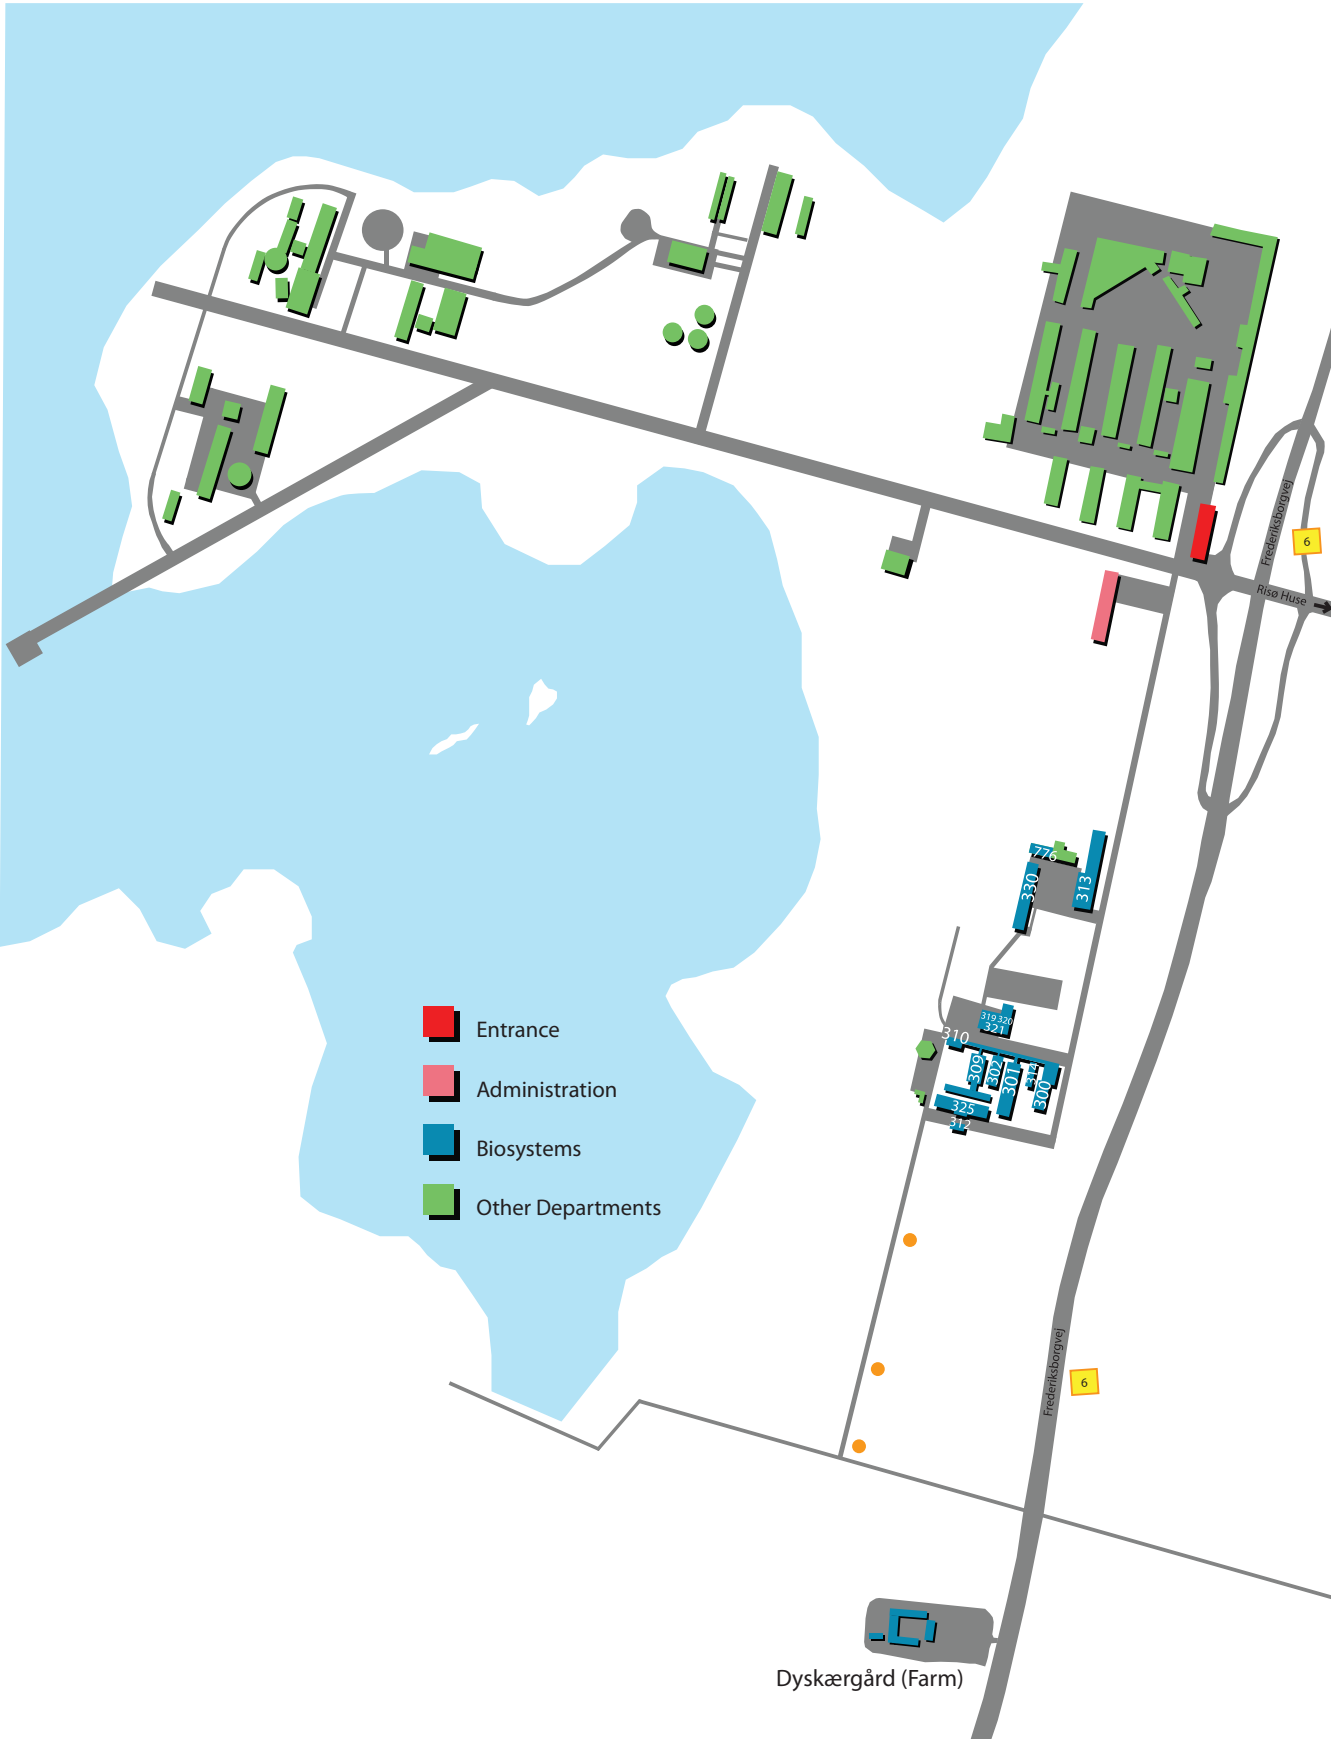 Frederiksborgvej
6
Risø Huse
776
330
313
319 320
321
310
309
302
301
314
300
325
312
Entrance
Administration
Biosystems
Other Departments
Frederiksborgvej
6
Dyskærgård (Farm)